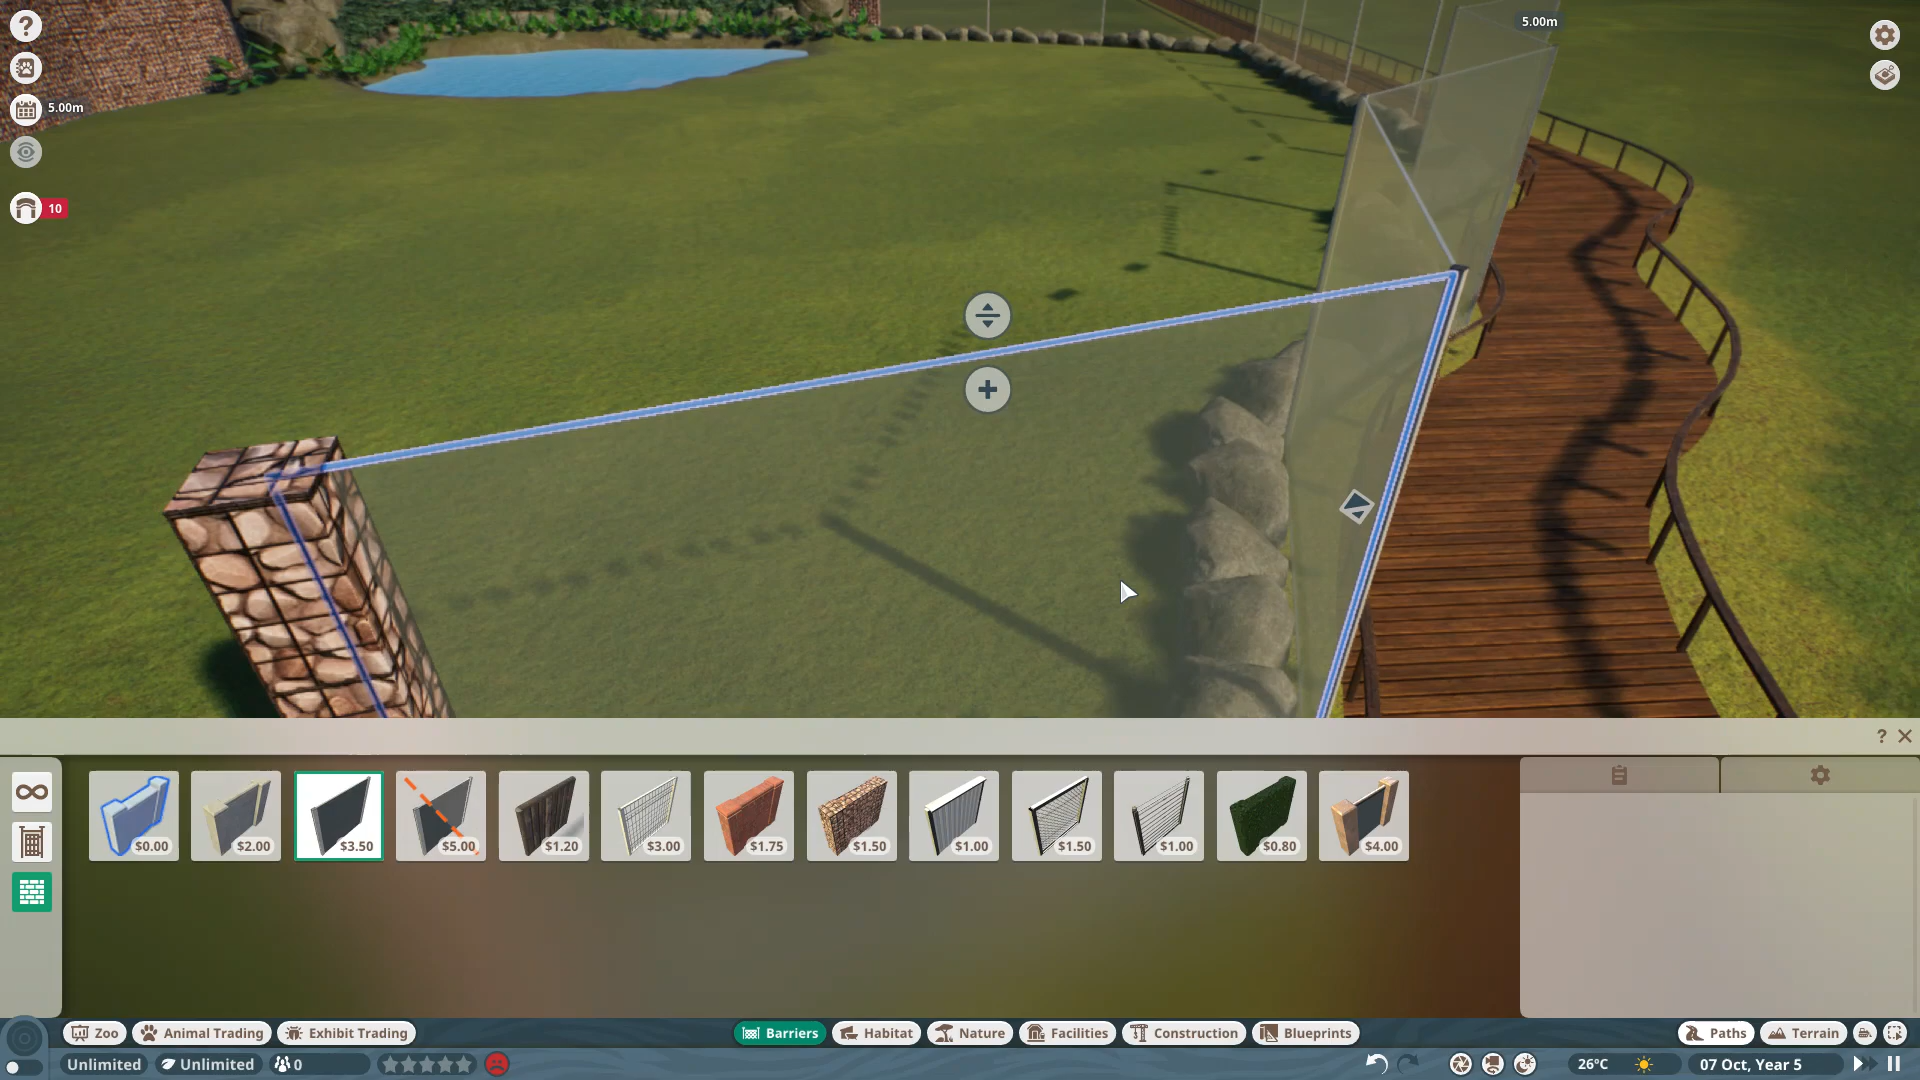 ?
5.00m
5.00m
10
?
$0.00 $2.00 $3.50 $5.00 $1.20 $3.00 $1.75 $1.50 $1.00 $1.50 $1.00 $0.80 $4.00
Zoo Animal Trading Exhibit Trading Barriers Habitat Nature Facilities Construction Blueprints Paths Terrain
Unlimited Unlimited 0 26°C 07 Oct, Year 5